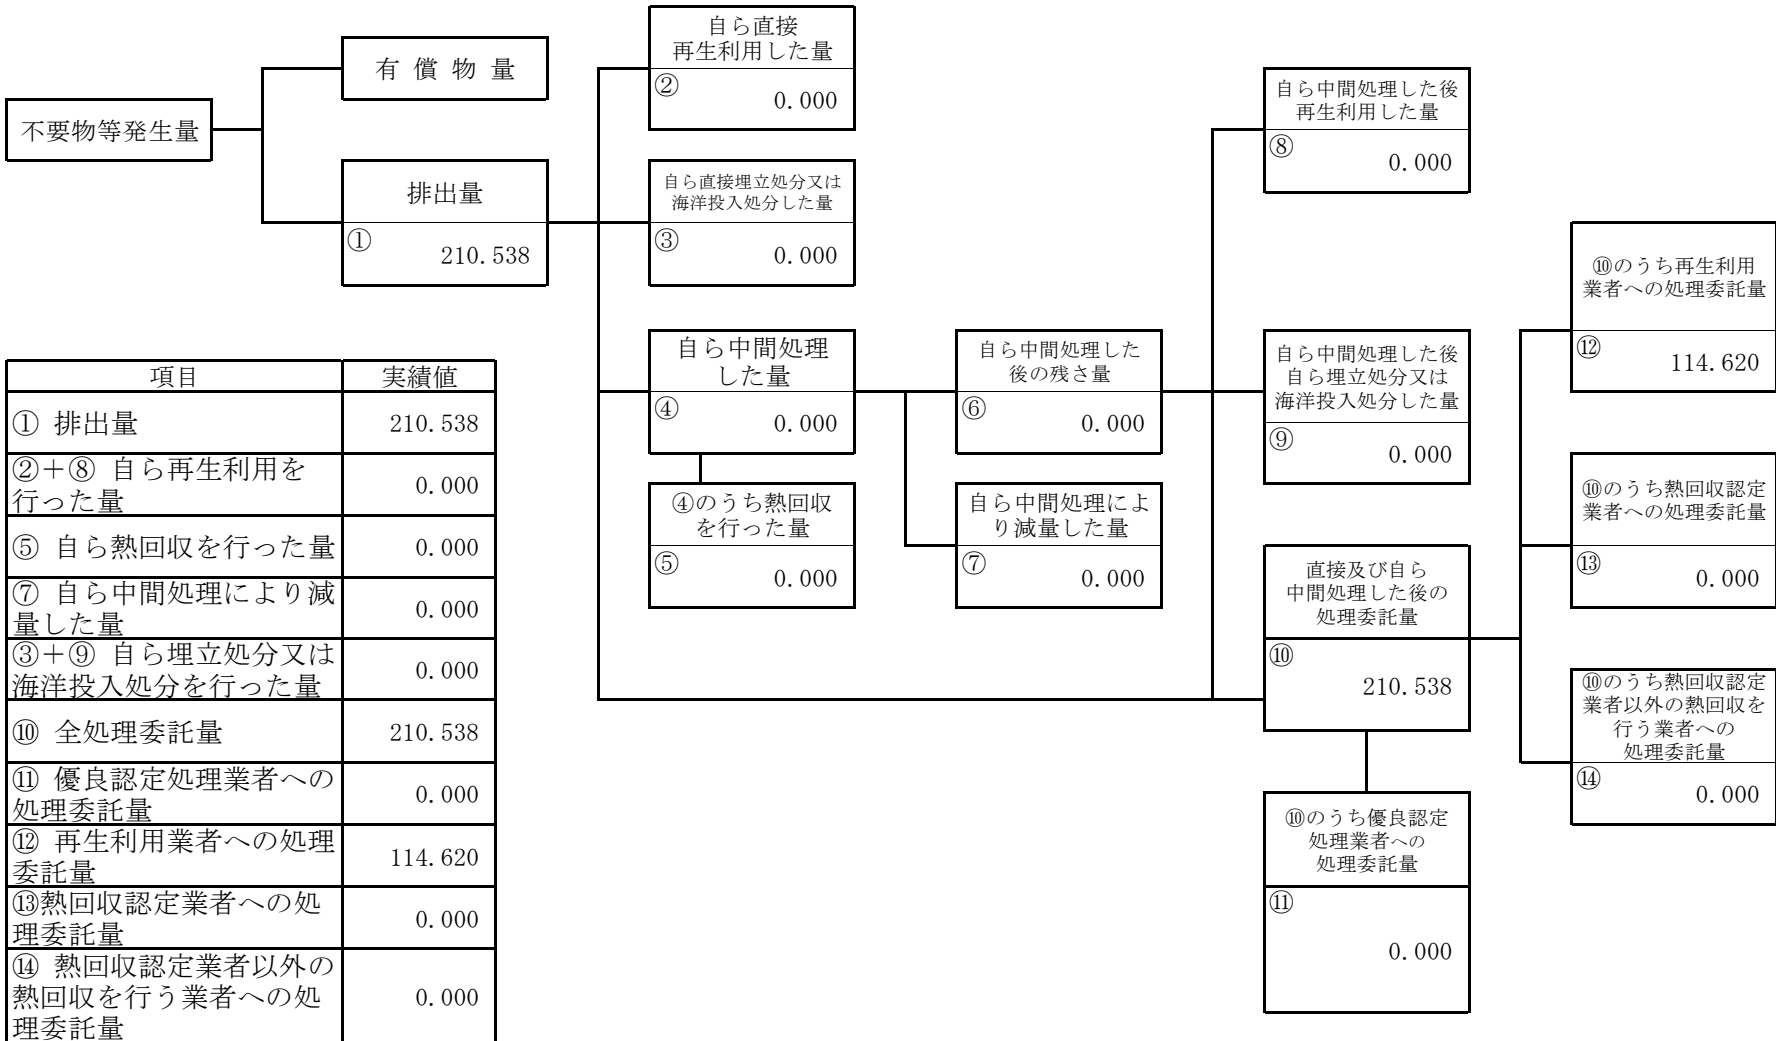 自ら直接
再生利用した量
②
0.000
有 償 物 量
不要物等発生量
排出量
①
210.538
自ら直接埋立処分又は
海洋投入処分した量
③
0.000
自ら中間処理した後
再生利用した量
⑧
0.000
自ら中間処理
した量
④
0.000
自ら中間処理した
後の残さ量
⑥
0.000
自ら中間処理した後
自ら埋立処分又は
海洋投入処分した量
⑨
0.000
④のうち熱回収
を行った量
⑤
0.000
自ら中間処理によ
り減量した量
⑦
0.000
直接及び自ら
中間処理した後の
処理委託量
⑩
210.538
⑩のうち優良認定
処理業者への
処理委託量
⑪
0.000
⑩のうち再生利用
業者への処理委託量
⑫
114.620
⑩のうち熱回収認定
業者への処理委託量
⑬
0.000
⑩のうち熱回収認定
業者以外の熱回収を
行う業者への
処理委託量
⑭
0.000
項目 実績値
① 排出量 210.538
②＋⑧ 自ら再生利用を
行った量 0.000
⑤ 自ら熱回収を行った量 0.000
⑦ 自ら中間処理により減
量した量 0.000
③＋⑨ 自ら埋立処分又は
海洋投入処分を行った量 0.000
⑩ 全処理委託量 210.538
⑪ 優良認定処理業者への
処理委託量 0.000
⑫ 再生利用業者への処理
委託量 114.620
⑬熱回収認定業者への処
理委託量 0.000
⑭ 熱回収認定業者以外の
熱回収を行う業者への処
理委託量 0.000